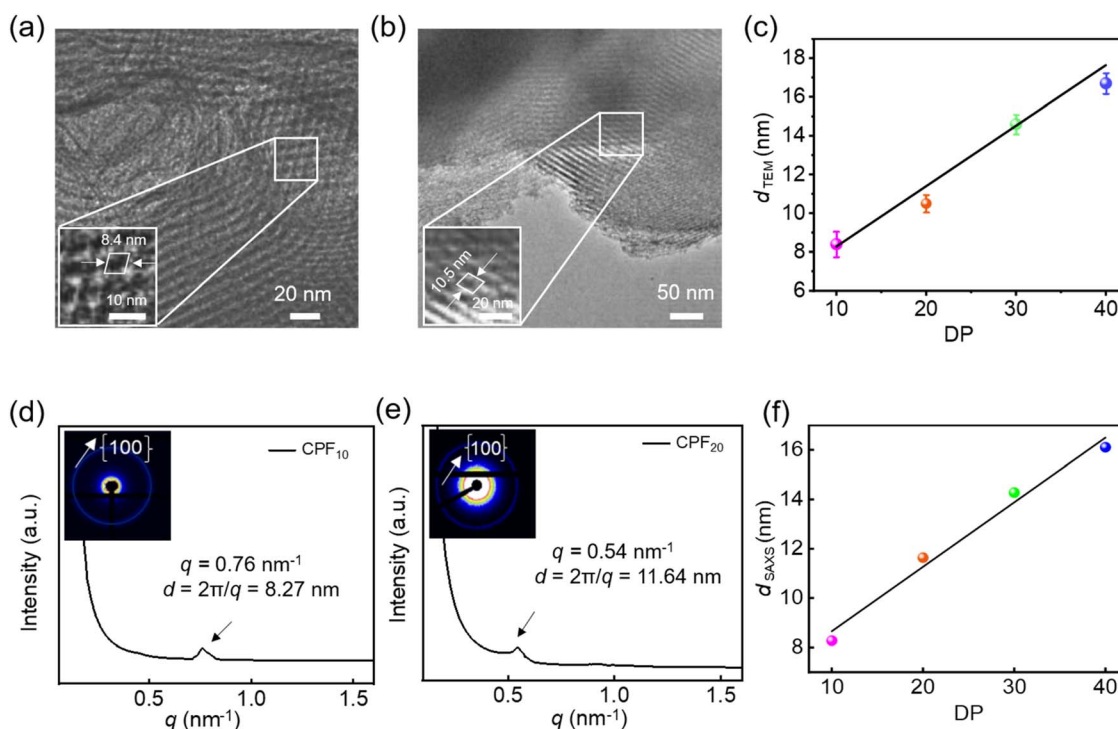 (a)
8.4 nm
10 nm
20 nm
(b)
10.5 nm
20 nm
50 nm
(c)
18
16
14
12
10
8
6
d_TEM (nm)
10 20 30 40
DP
(d)
{100}
CPF₁₀
q = 0.76 nm⁻¹
d = 2π/q = 8.27 nm
Intensity (a.u.)
0.5 1.0 1.5
q (nm⁻¹)
(e)
{100}
CPF₂₀
q = 0.54 nm⁻¹
d = 2π/q = 11.64 nm
Intensity (a.u.)
0.5 1.0 1.5
q (nm⁻¹)
(f)
16
14
12
10
8
d_SAXS (nm)
10 20 30 40
DP